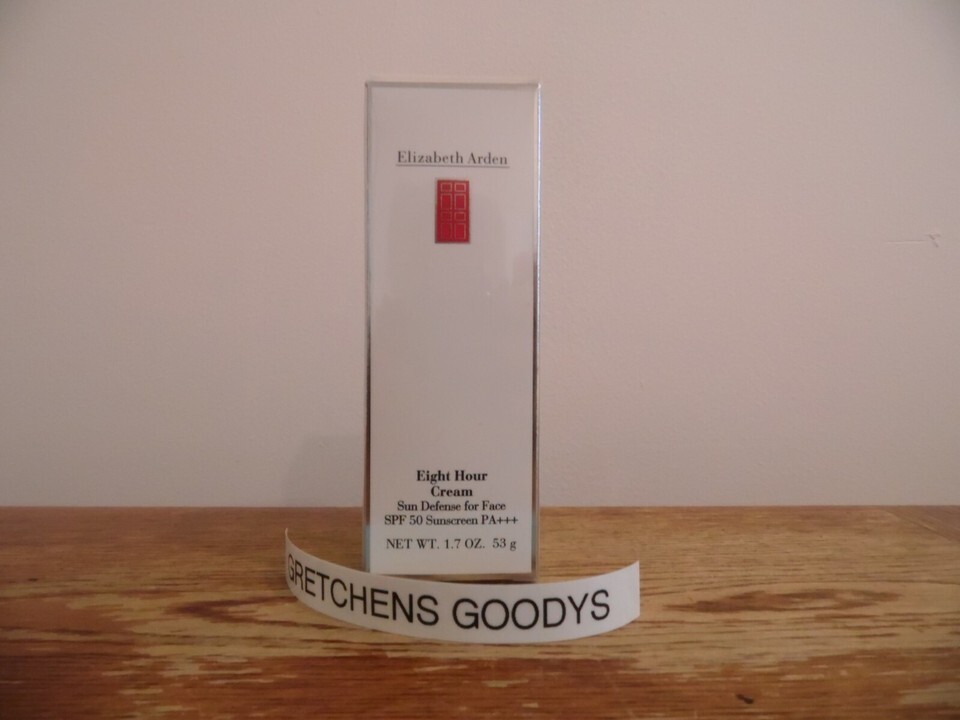 Elizabeth Arden
Eight Hour
Cream
Sun Defense for Face
SPF 50 Sunscreen PA+++
NET WT. 1.7 OZ. 53 g
GRETCHENS GOODYS